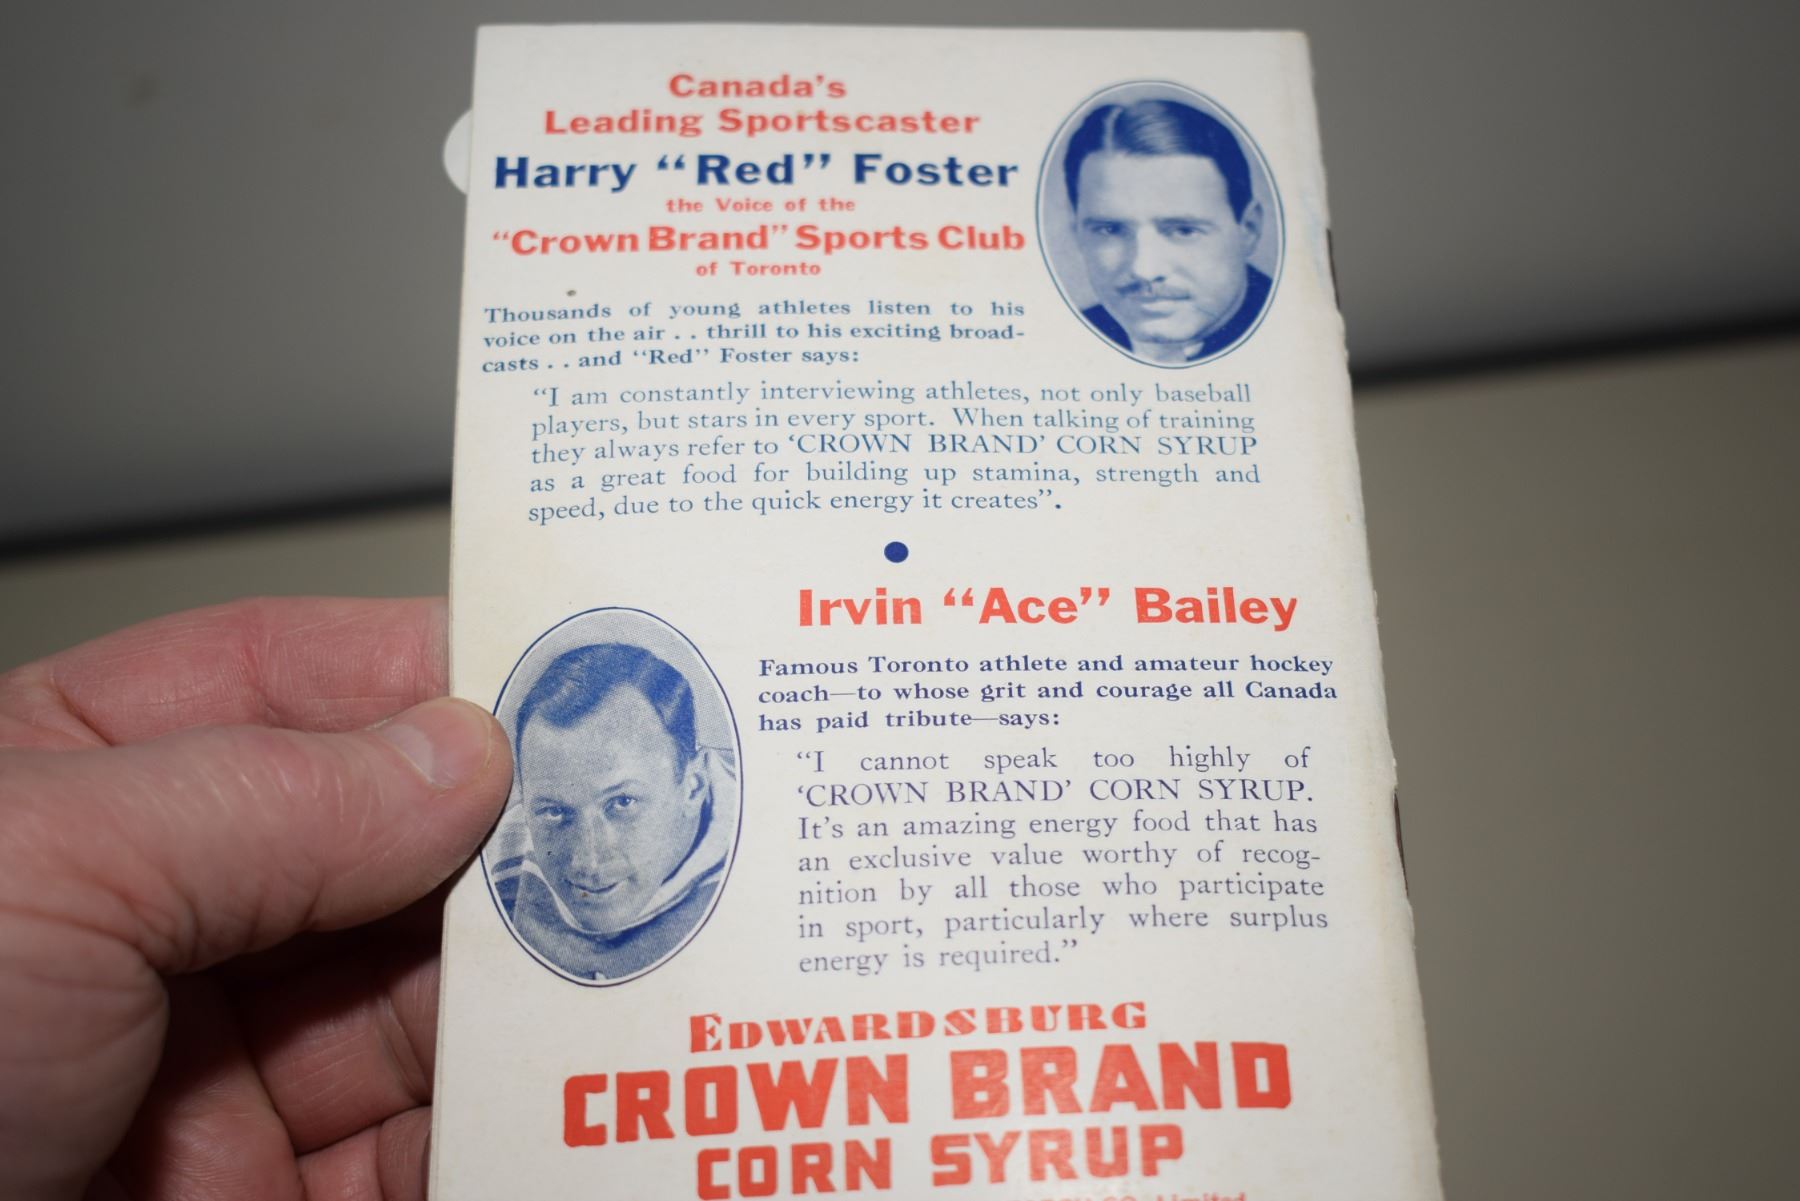 Canada's
Leading Sportscaster
Harry “Red” Foster
the Voice of the
“Crown Brand” Sports Club
of Toronto
Thousands of young athletes listen to his
voice on the air . . thrill to his exciting broad-
casts . . and “Red” Foster says:
“I am constantly interviewing athletes, not only baseball
players, but stars in every sport. When talking of training
they always refer to ‘CROWN BRAND’ CORN SYRUP
as a great food for building up stamina, strength and
speed, due to the quick energy it creates”.
Irvin “Ace” Bailey
Famous Toronto athlete and amateur hockey
coach—to whose grit and courage all Canada
has paid tribute—says:
“I cannot speak too highly of
‘CROWN BRAND’ CORN SYRUP.
It's an amazing energy food that has
an exclusive value worthy of recog-
nition by all those who participate
in sport, particularly where surplus
energy is required.”
EDWARDSBURG
CROWN BRAND
CORN SYRUP
CO. Limited